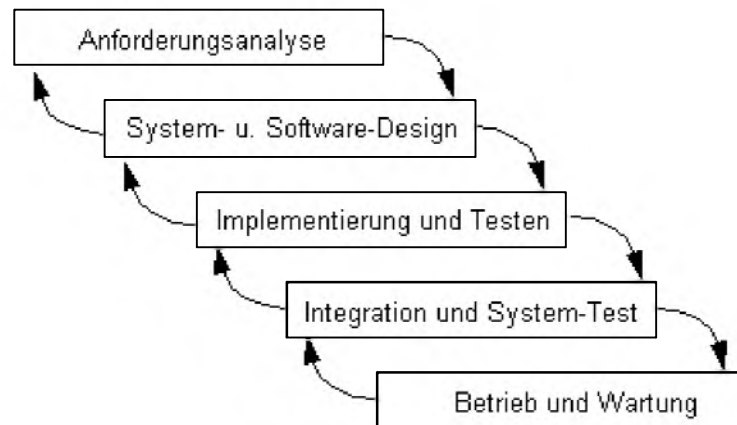 Anforderungsanalyse
System- u. Software-Design
Implementierung und Testen
Integration und System-Test
Betrieb und Wartung